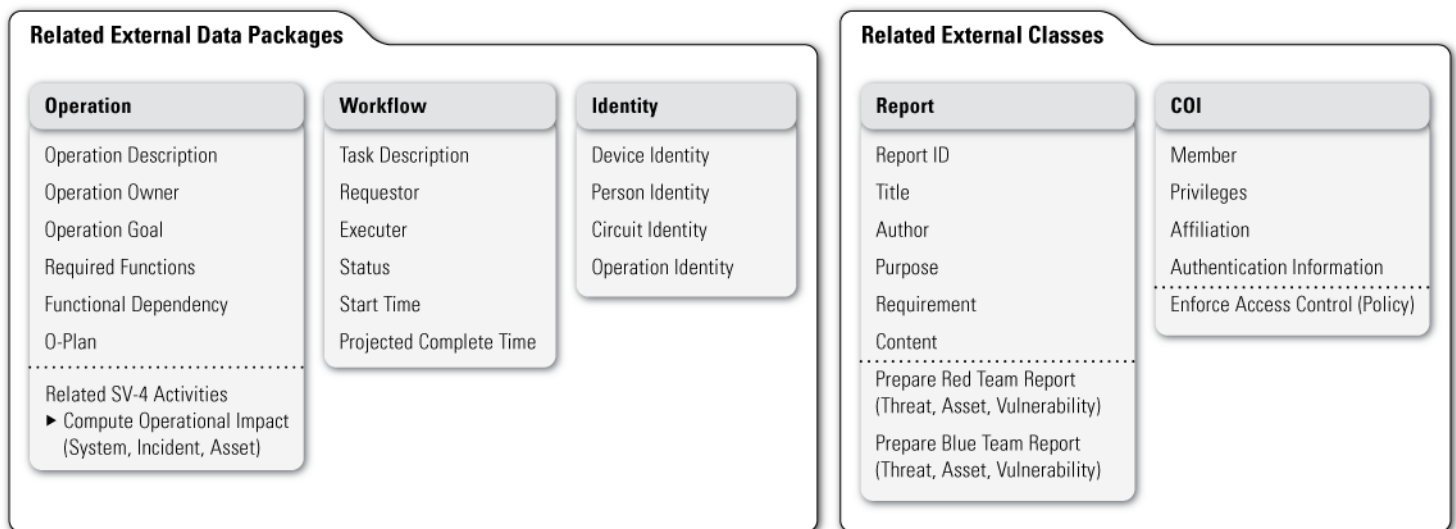 Related External Data Packages
Operation
Operation Description
Operation Owner
Operation Goal
Required Functions
Functional Dependency
O-Plan
Related SV-4 Activities
► Compute Operational Impact
(System, Incident, Asset)
Workflow
Task Description
Requestor
Executer
Status
Start Time
Projected Complete Time
Identity
Device Identity
Person Identity
Circuit Identity
Operation Identity
Related External Classes
Report
Report ID
Title
Author
Purpose
Requirement
Content
Prepare Red Team Report
(Threat, Asset, Vulnerability)
Prepare Blue Team Report
(Threat, Asset, Vulnerability)
COI
Member
Privileges
Affiliation
Authentication Information
Enforce Access Control (Policy)